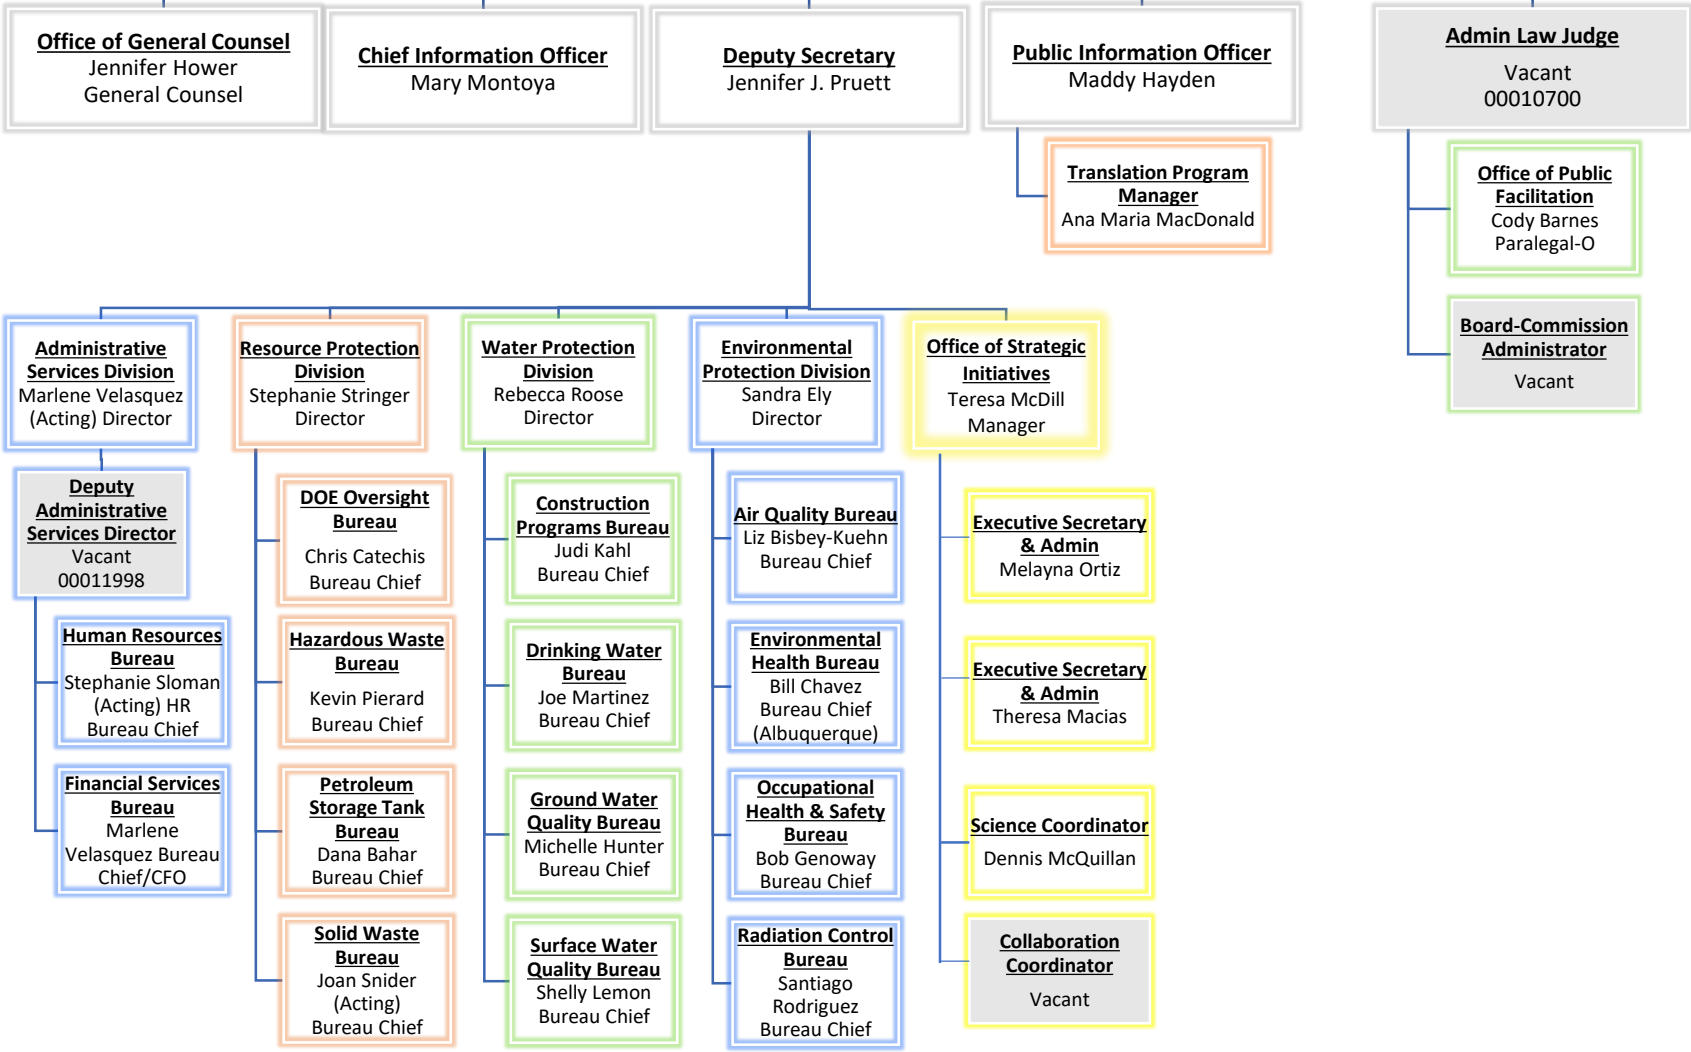 Office of General Counsel
Jennifer Hower
General Counsel
Chief Information Officer
Mary Montoya
Deputy Secretary
Jennifer J. Pruett
Public Information Officer
Maddy Hayden
Admin Law Judge
Vacant
00010700
Translation Program
Manager
Ana Maria MacDonald
Office of Public
Facilitation
Cody Barnes
Paralegal-O
Board-Commission
Administrator
Vacant
Administrative
Services Division
Marlene Velasquez
(Acting) Director
Resource Protection
Division
Stephanie Stringer
Director
Water Protection
Division
Rebecca Roose
Director
Environmental
Protection Division
Sandra Ely
Director
Office of Strategic
Initiatives
Teresa McDill
Manager
Deputy
Administrative
Services Director
Vacant
00011998
Human Resources
Bureau
Stephanie Sloman
(Acting) HR
Bureau Chief
Financial Services
Bureau
Marlene
Velasquez Bureau
Chief/CFO
DOE Oversight
Bureau
Chris Catechis
Bureau Chief
Hazardous Waste
Bureau
Kevin Pierard
Bureau Chief
Petroleum
Storage Tank
Bureau
Dana Bahar
Bureau Chief
Solid Waste
Bureau
Joan Snider
(Acting)
Bureau Chief
Construction
Programs Bureau
Judi Kahl
Bureau Chief
Drinking Water
Bureau
Joe Martinez
Bureau Chief
Ground Water
Quality Bureau
Michelle Hunter
Bureau Chief
Surface Water
Quality Bureau
Shelly Lemon
Bureau Chief
Air Quality Bureau
Liz Bisbey-Kuehn
Bureau Chief
Environmental
Health Bureau
Bill Chavez
Bureau Chief
(Albuquerque)
Occupational
Health & Safety
Bureau
Bob Genoway
Bureau Chief
Radiation Control
Bureau
Santiago
Rodriguez
Bureau Chief
Executive Secretary
& Admin
Melayna Ortiz
Executive Secretary
& Admin
Theresa Macias
Science Coordinator
Dennis McQuillan
Collaboration
Coordinator
Vacant